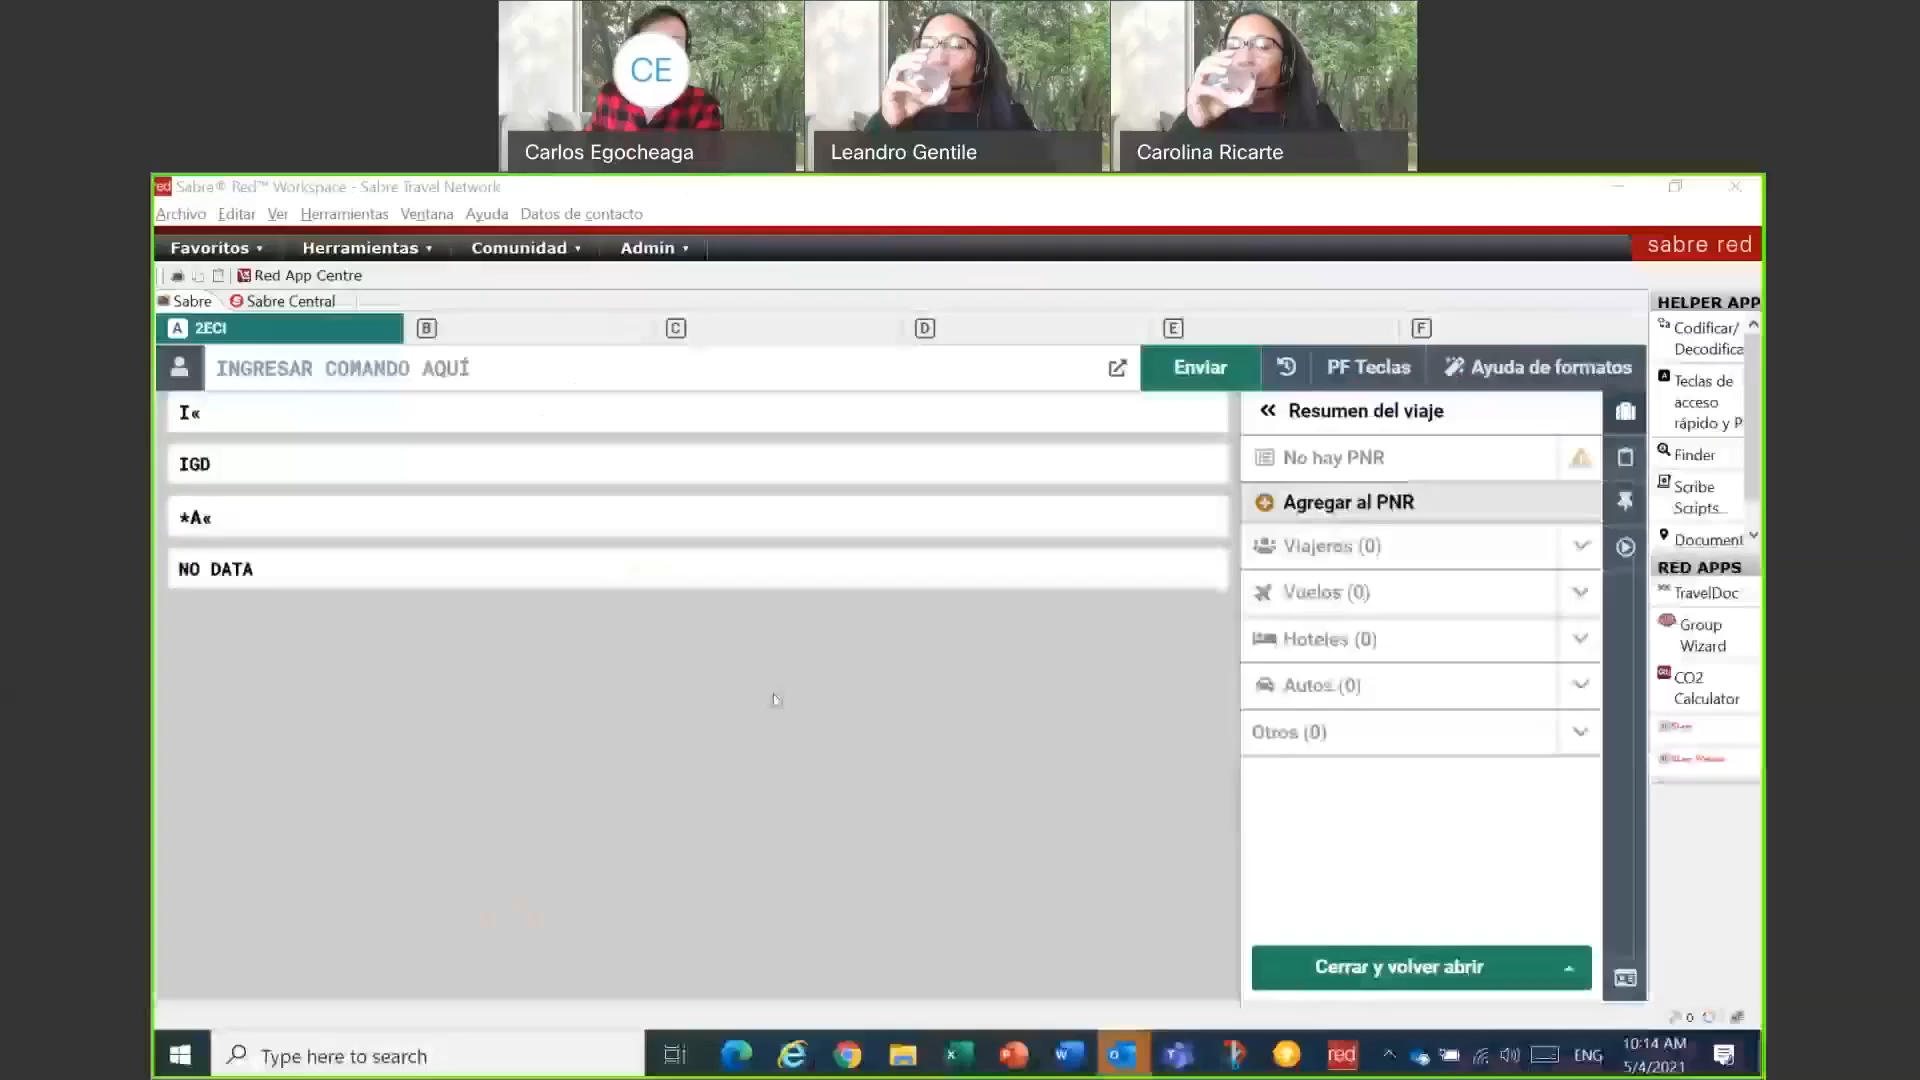 CE
Carlos Egocheaga
Leandro Gentile
Carolina Ricarte
red Sabre® Red™ Workspace - Sabre Travel Network
Archivo Editar Ver Herramientas Ventana Ayuda Datos de contacto
Favoritos Herramientas Comunidad Admin
sabre red
Red App Centre
Sabre Sabre Central
A 2ECI B C D E F
INGRESAR COMANDO AQUÍ
Enviar
PF Teclas
Ayuda de formatos
I«
IGD
*A«
NO DATA
« Resumen del viaje
No hay PNR
Agregar al PNR
Viajeros (0)
Vuelos (0)
Hoteles (0)
Autos (0)
Otros (0)
Cerrar y volver abrir
HELPER APP
Codificar/
Decodifica
Teclas de
acceso
rápido y P
Finder
Scribe
Scripts...
Document
RED APPS
TravelDoc
Group
Wizard
CO2
Calculator
0
Type here to search
red
ENG
10:14 AM
5/4/2021